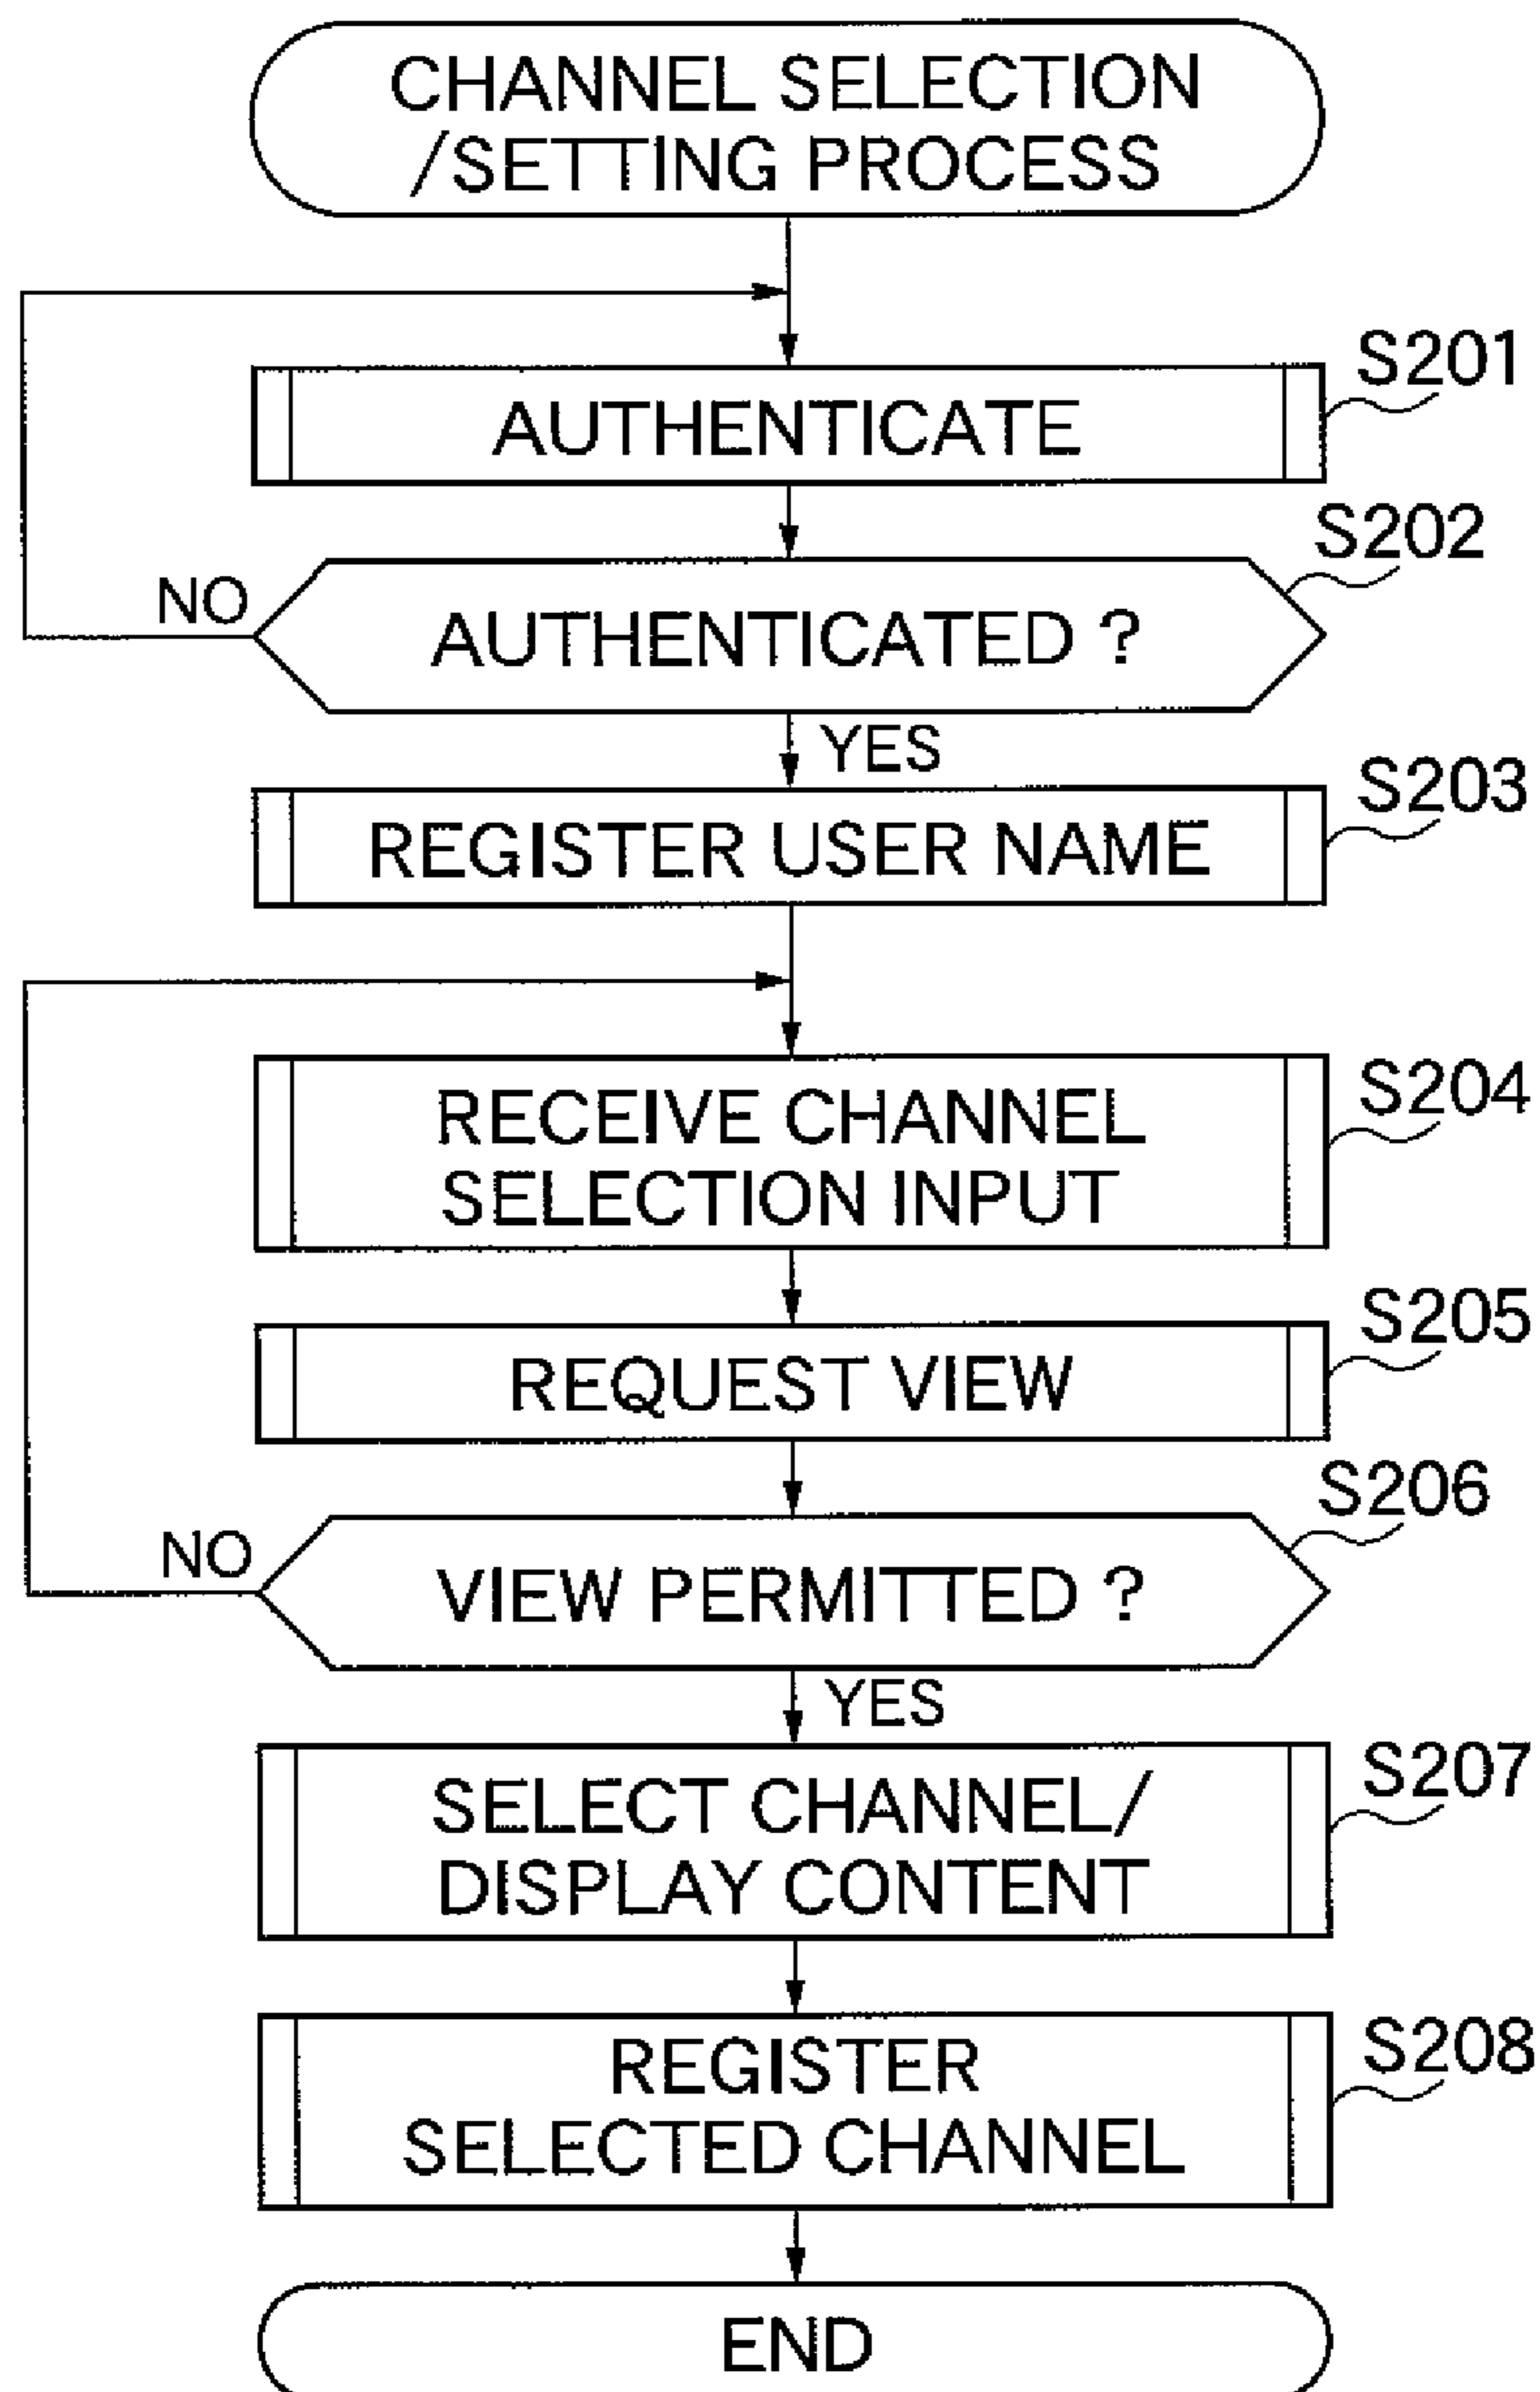 CHANNEL SELECTION
/SETTING PROCESS
S201
AUTHENTICATE
S202
NO
AUTHENTICATED ?
YES
S203
REGISTER USER NAME
S204
RECEIVE CHANNEL
SELECTION INPUT
S205
REQUEST VIEW
S206
NO
VIEW PERMITTED ?
YES
S207
SELECT CHANNEL/
DISPLAY CONTENT
S208
REGISTER
SELECTED CHANNEL
END